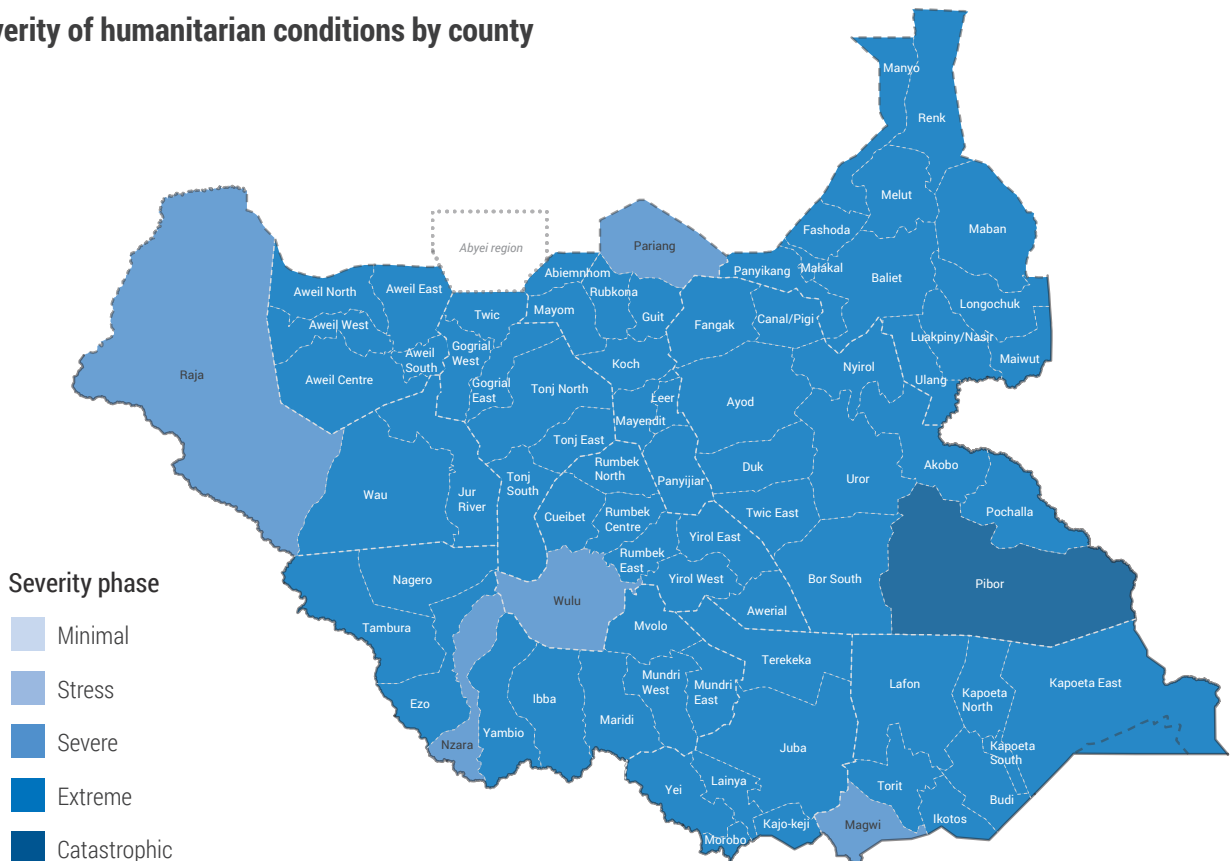 verity of humanitarian conditions by county
Manyo
Renk
Melut
Maban
Fashoda
Abyei region
Pariang
Panyikang
Malakal
Baliet
Abiemnhom
Aweil North
Aweil East
Rubkona
Longochuk
Mayom
Guit
Twic
Canal/Pigi
Fangak
Aweil West
Luakpiny/Nasir
Maiwut
Gogrial
West
Aweil
South
Koch
Nyirol
Raja
Aweil Centre
Ulang
Gogrial
East
Tonj North
Leer
Ayod
Mayendit
Tonj East
Akobo
Rumbek
North
Duk
Uror
Panyijiar
Tonj
South
Wau
Jur
River
Pochalla
Cueibet
Rumbek
Centre
Twic East
Yirol East
Rumbek
East
Nagero
Yirol West
Bor South
Pibor
Wulu
Awerial
Tambura
Mvolo
Terekeka
Mundri
West
Mundri
East
Lafon
Kapoeta East
Kapoeta
North
Ezo
Ibba
Maridi
Yambio
Nzara
Juba
Kapoeta
South
Lainya
Torit
Yei
Budi
Kajo-keji
Magwi
Ikotos
Morobo
Severity phase
Minimal
Stress
Severe
Extreme
Catastrophic